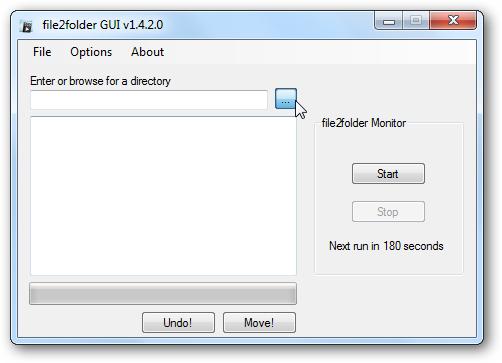 file2folder GUI v1.4.2.0
File Options About
Enter or browse for a directory
...
file2folder Monitor
Start
Stop
Next run in 180 seconds
Undo! Move!